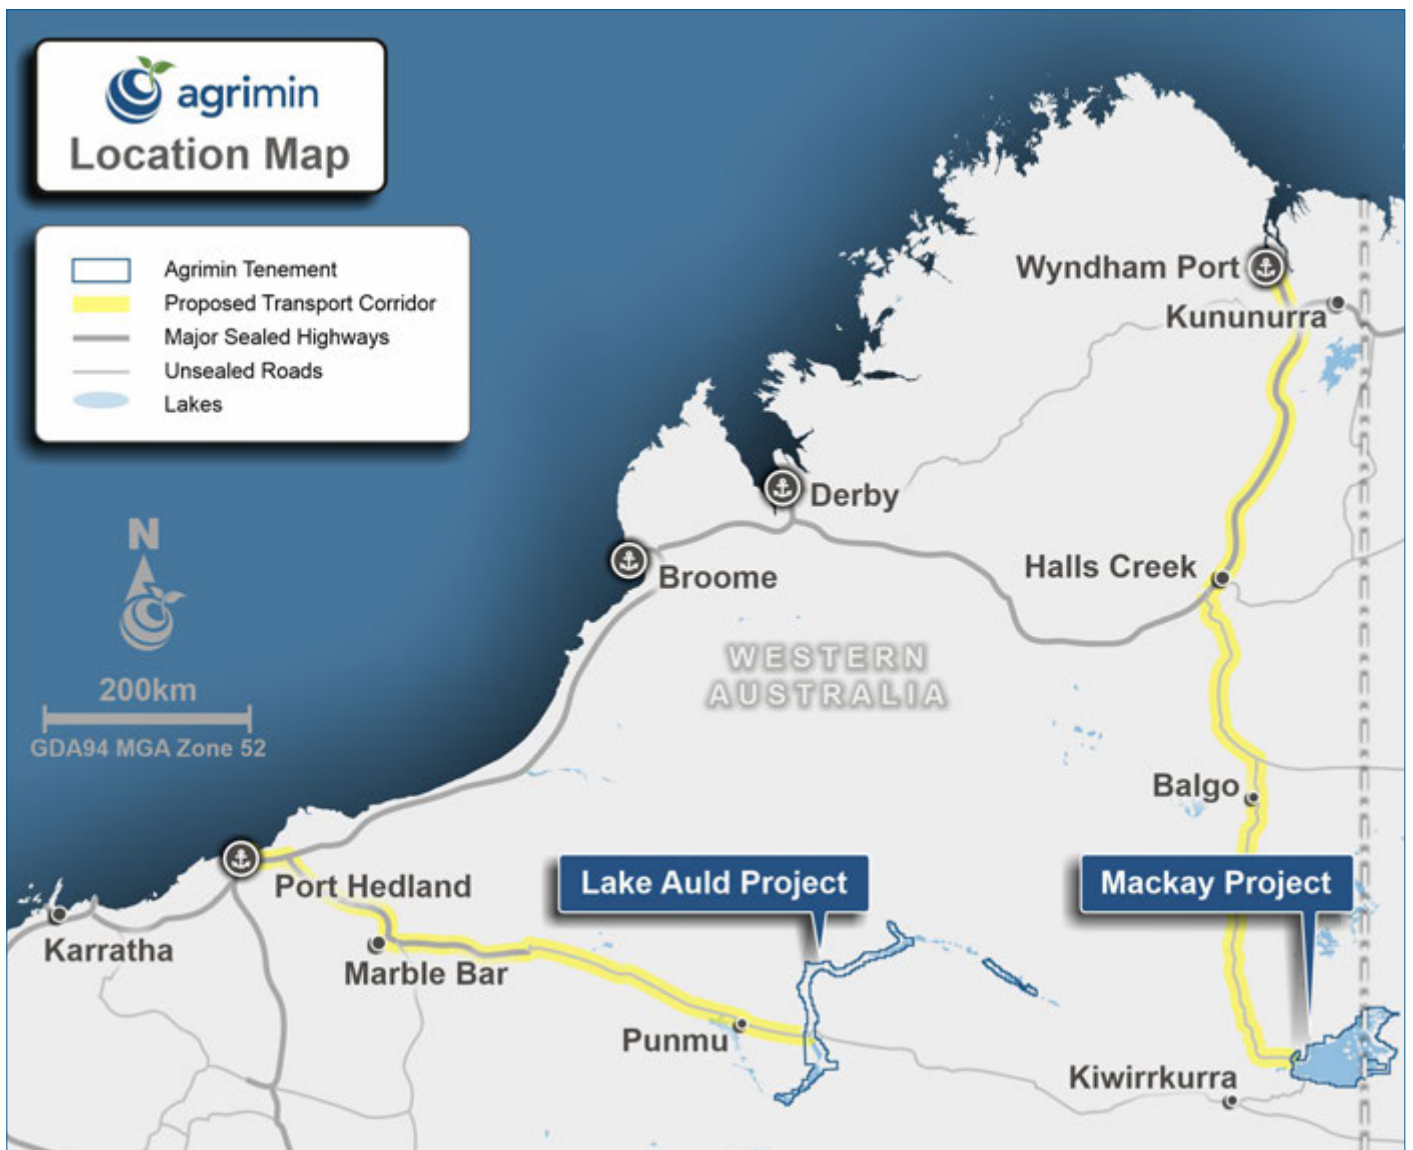 agrimin
Location Map
Agrimin Tenement
Proposed Transport Corridor
Major Sealed Highways
Unsealed Roads
Lakes
N
200km
GDA94 MGA Zone 52
Wyndham Port
Kununurra
Derby
Broome
Halls Creek
WESTERN
AUSTRALIA
Balgo
Port Hedland
Lake Auld Project
Mackay Project
Karratha
Marble Bar
Punmu
Kiwirrkurra